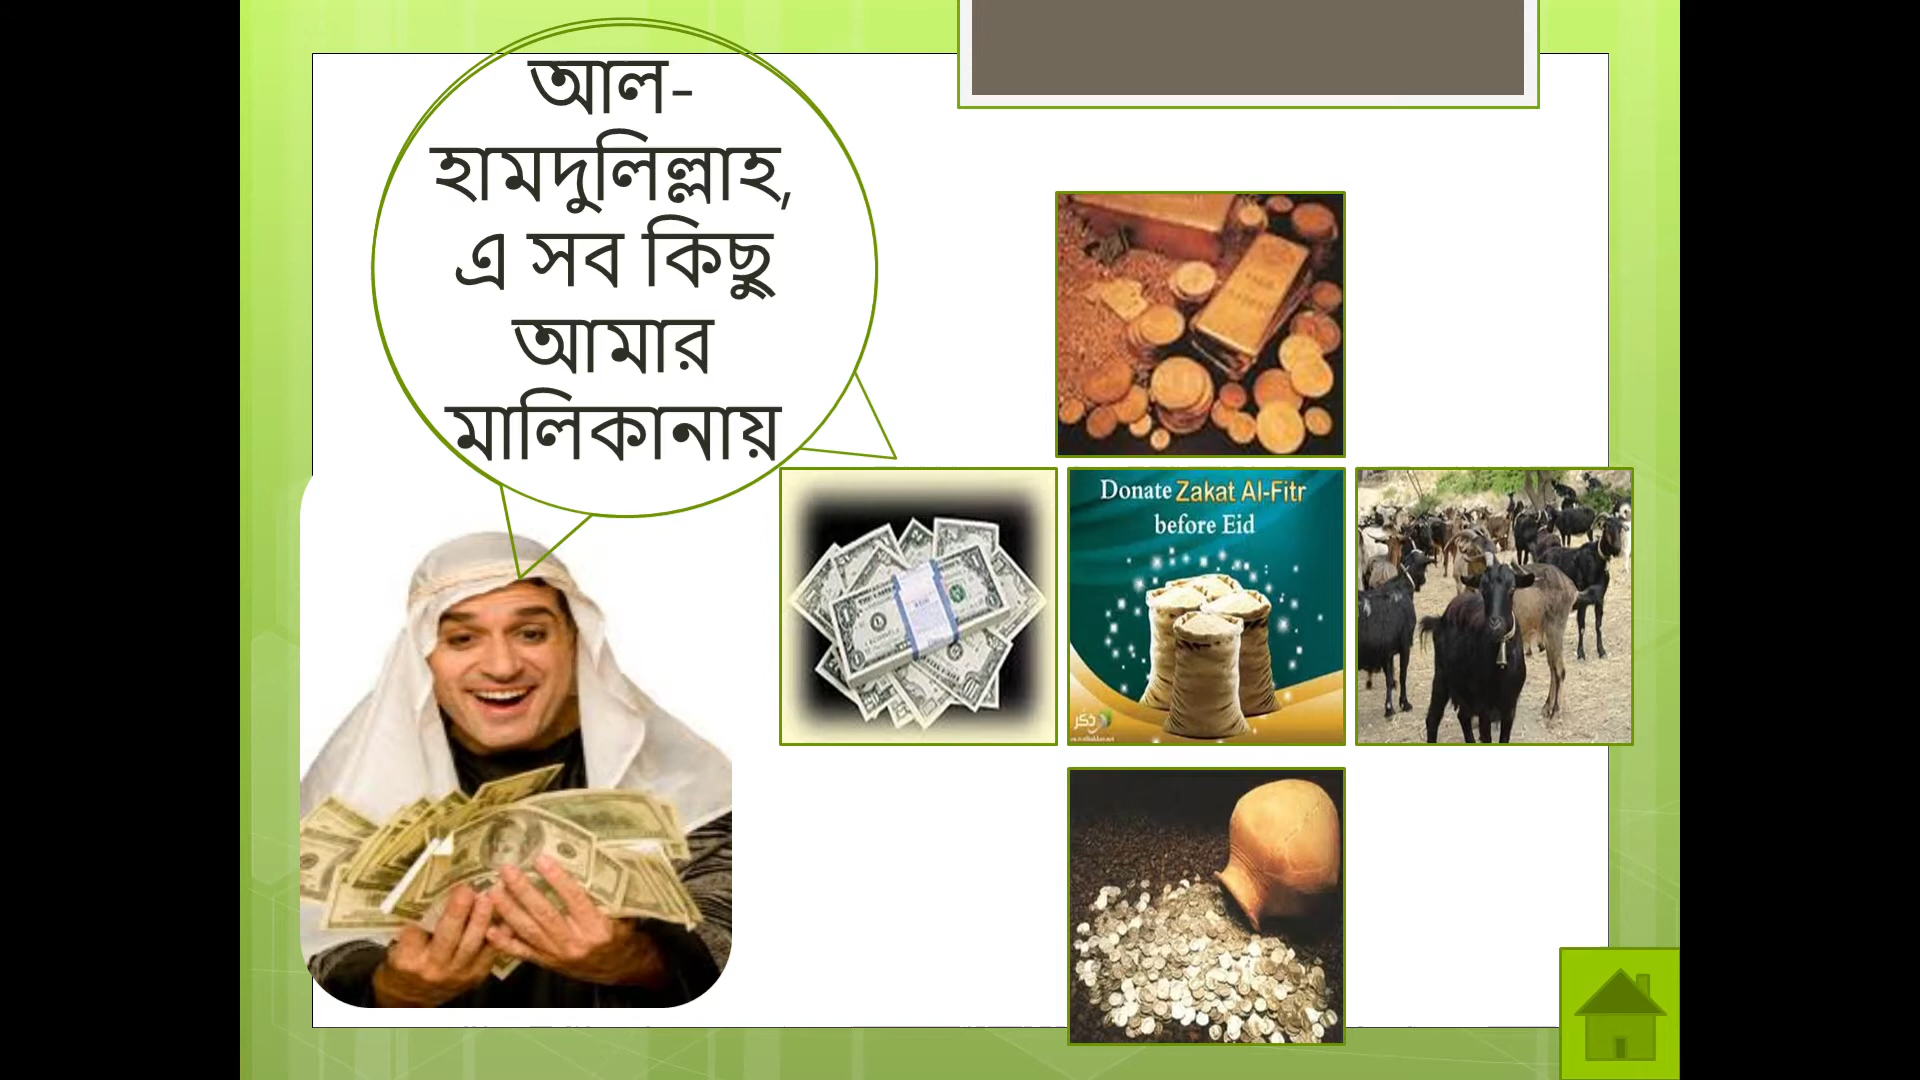 আল-
হামদুলিল্লাহ,
এ সব কিছু
আমার
মালিকানায়
Donate Zakat Al-Fitr
before Eid